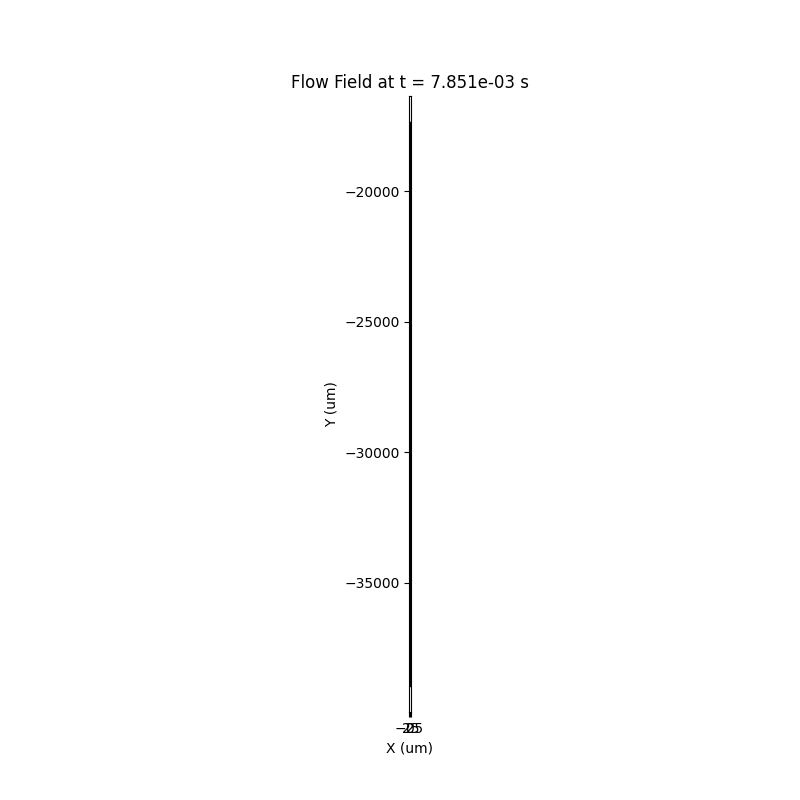 Flow Field at t = 7.851e-03 s
−20000
−25000
−30000
−35000
Y (um)
X (um)